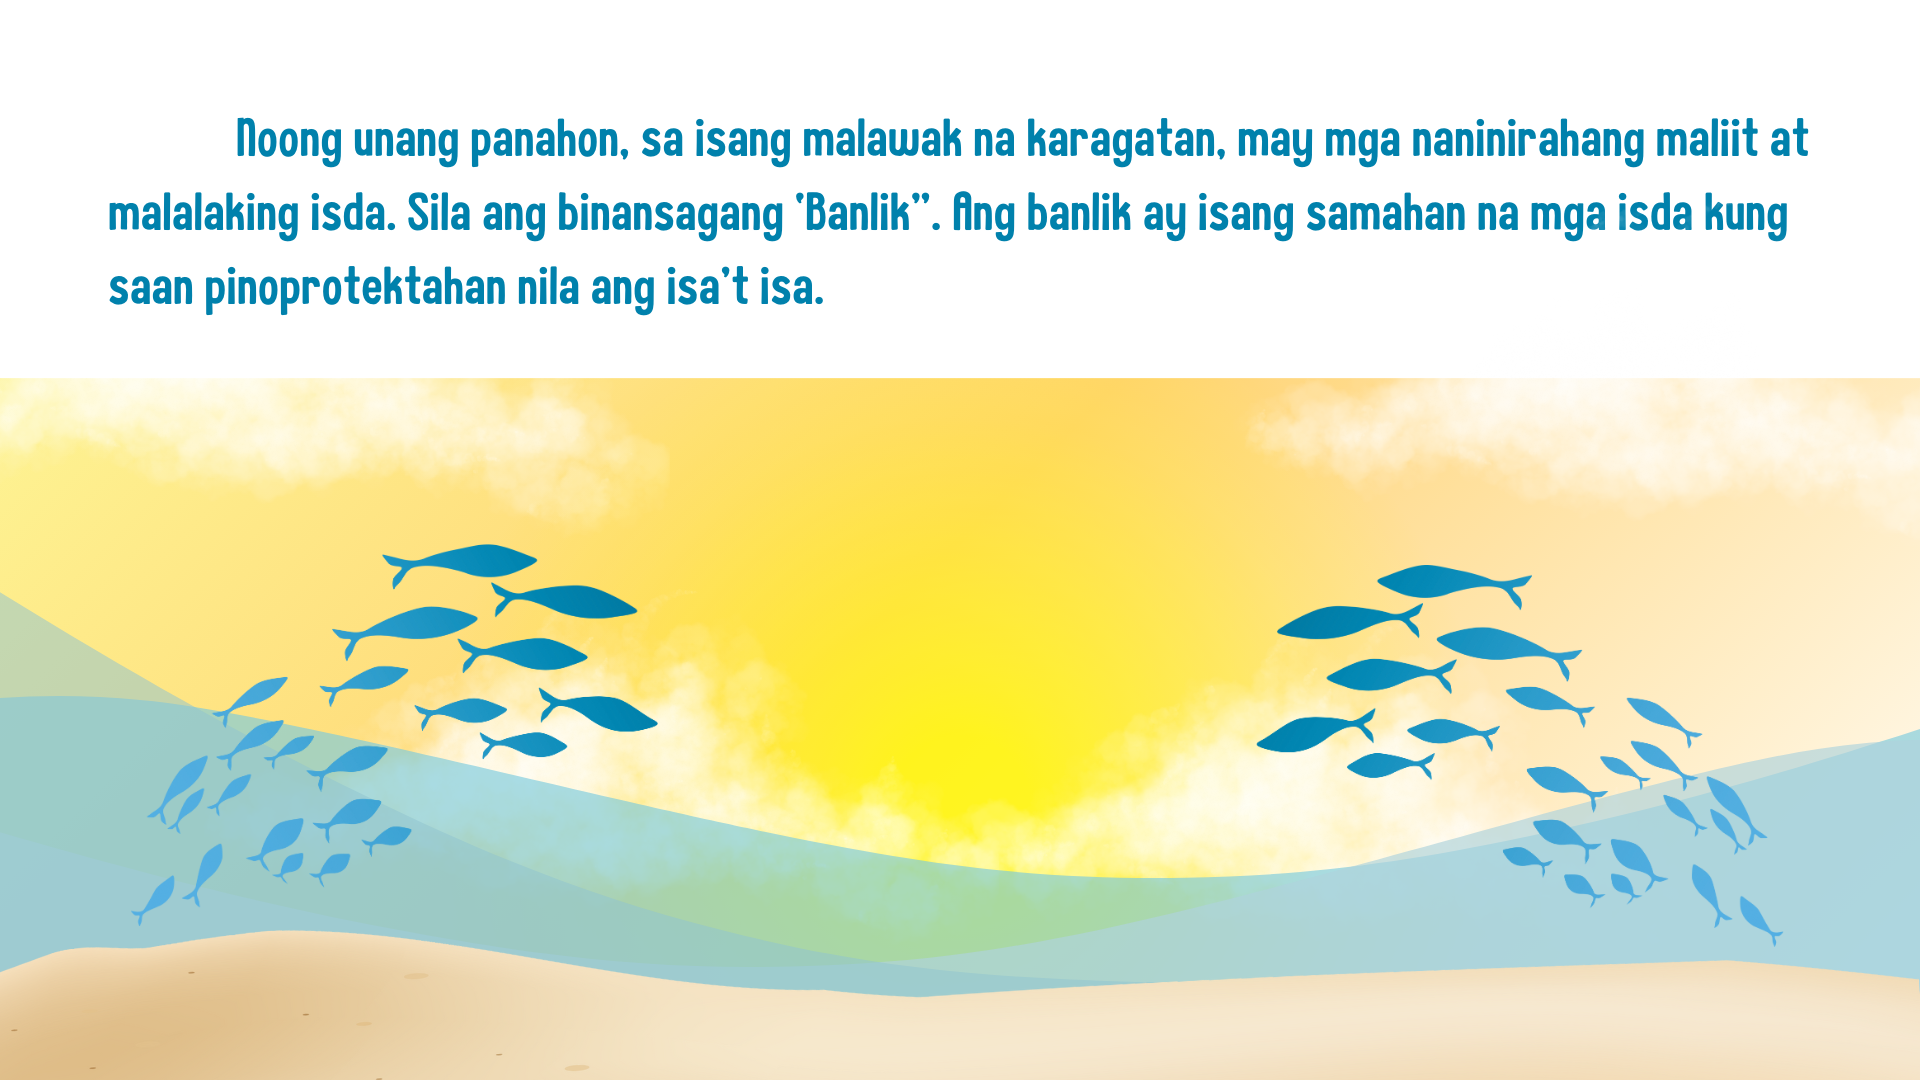 Noong unang panahon, sa isang malawak na karagatan, may mga naninirahang maliit at
malalaking isda. Sila ang binansagang ‘Banlik”. Ang banlik ay isang samahan na mga isda kung
saan pinoprotektahan nila ang isa’t isa.